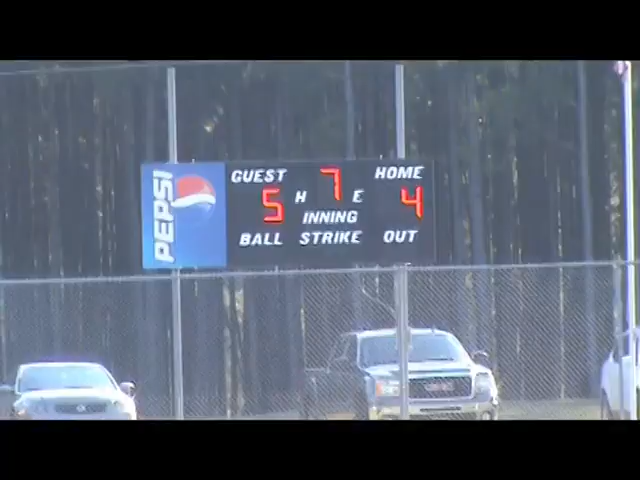 PEPSI
GUEST 7 HOME
5 H E 4
INNING
BALL STRIKE OUT